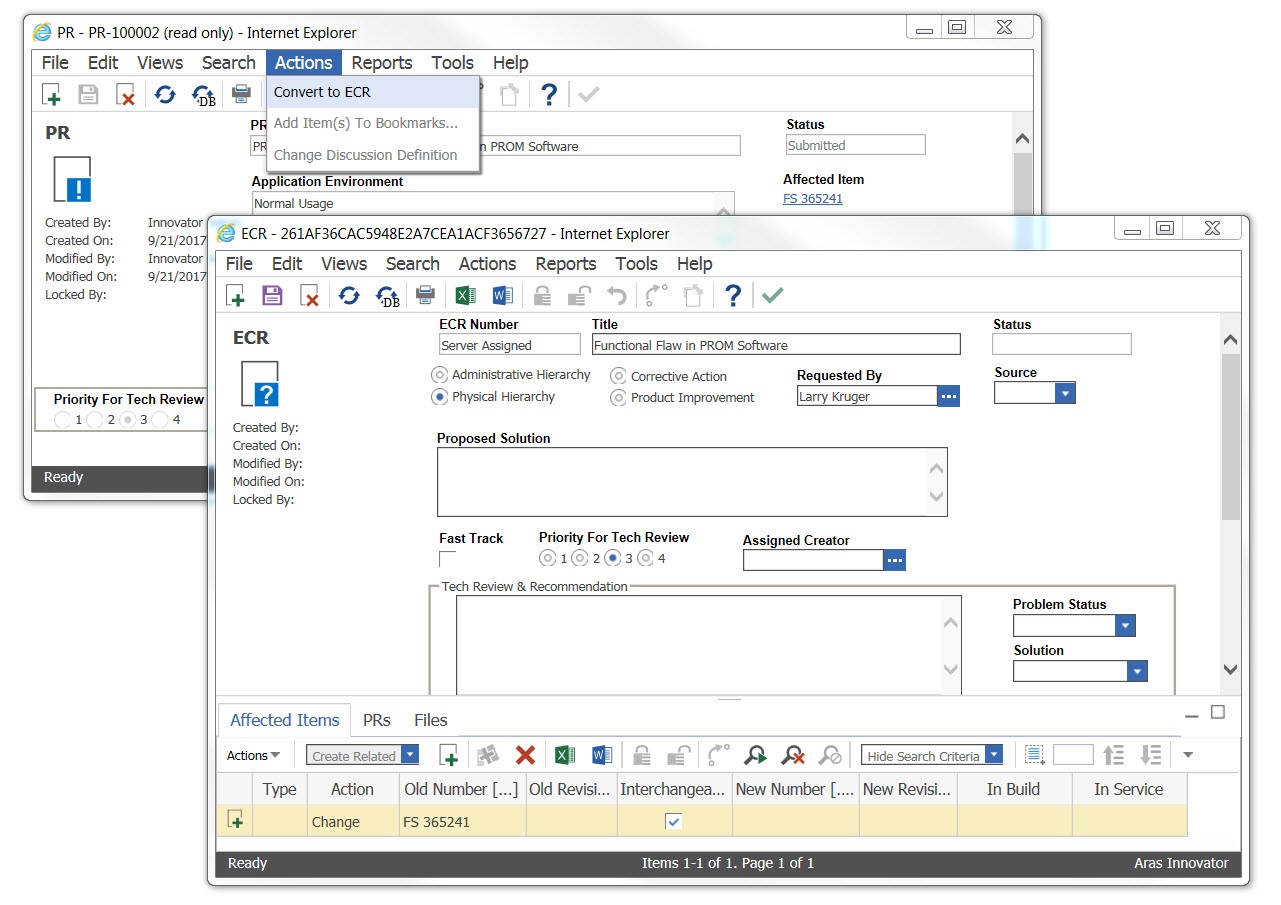 PR - PR-100002 (read only) - Internet Explorer
File Edit Views Search Actions Reports Tools Help
DB
Convert to ECR
Add Item(s) To Bookmarks...
Change Discussion Definition
PR
PR
Status
PR
n PROM Software
Submitted
Application Environment
Affected Item
Normal Usage
FS 365241
Created By: Innovator
Created On: 9/21/2017
Modified By: Innovator
Modified On: 9/21/2017
Locked By:
Priority For Tech Review
1 2 3 4
Ready
ECR - 261AF36CAC5948E2A7CEA1ACF3656727 - Internet Explorer
File Edit Views Search Actions Reports Tools Help
DB
ECR
ECR Number Title Status
Server Assigned Functional Flaw in PROM Software
Administrative Hierarchy Corrective Action Requested By Source
Physical Hierarchy Product Improvement Larry Kruger
Created By:
Created On:
Modified By:
Modified On:
Locked By:
Proposed Solution
Fast Track Priority For Tech Review Assigned Creator
1 2 3 4
Tech Review & Recommendation
Problem Status
Solution
Affected Items PRs Files
Actions Create Related Hide Search Criteria
Type Action Old Number [...] Old Revisi... Interchangea... New Number [.... New Revisi... In Build In Service
Change FS 365241
Ready Items 1-1 of 1. Page 1 of 1 Aras Innovator